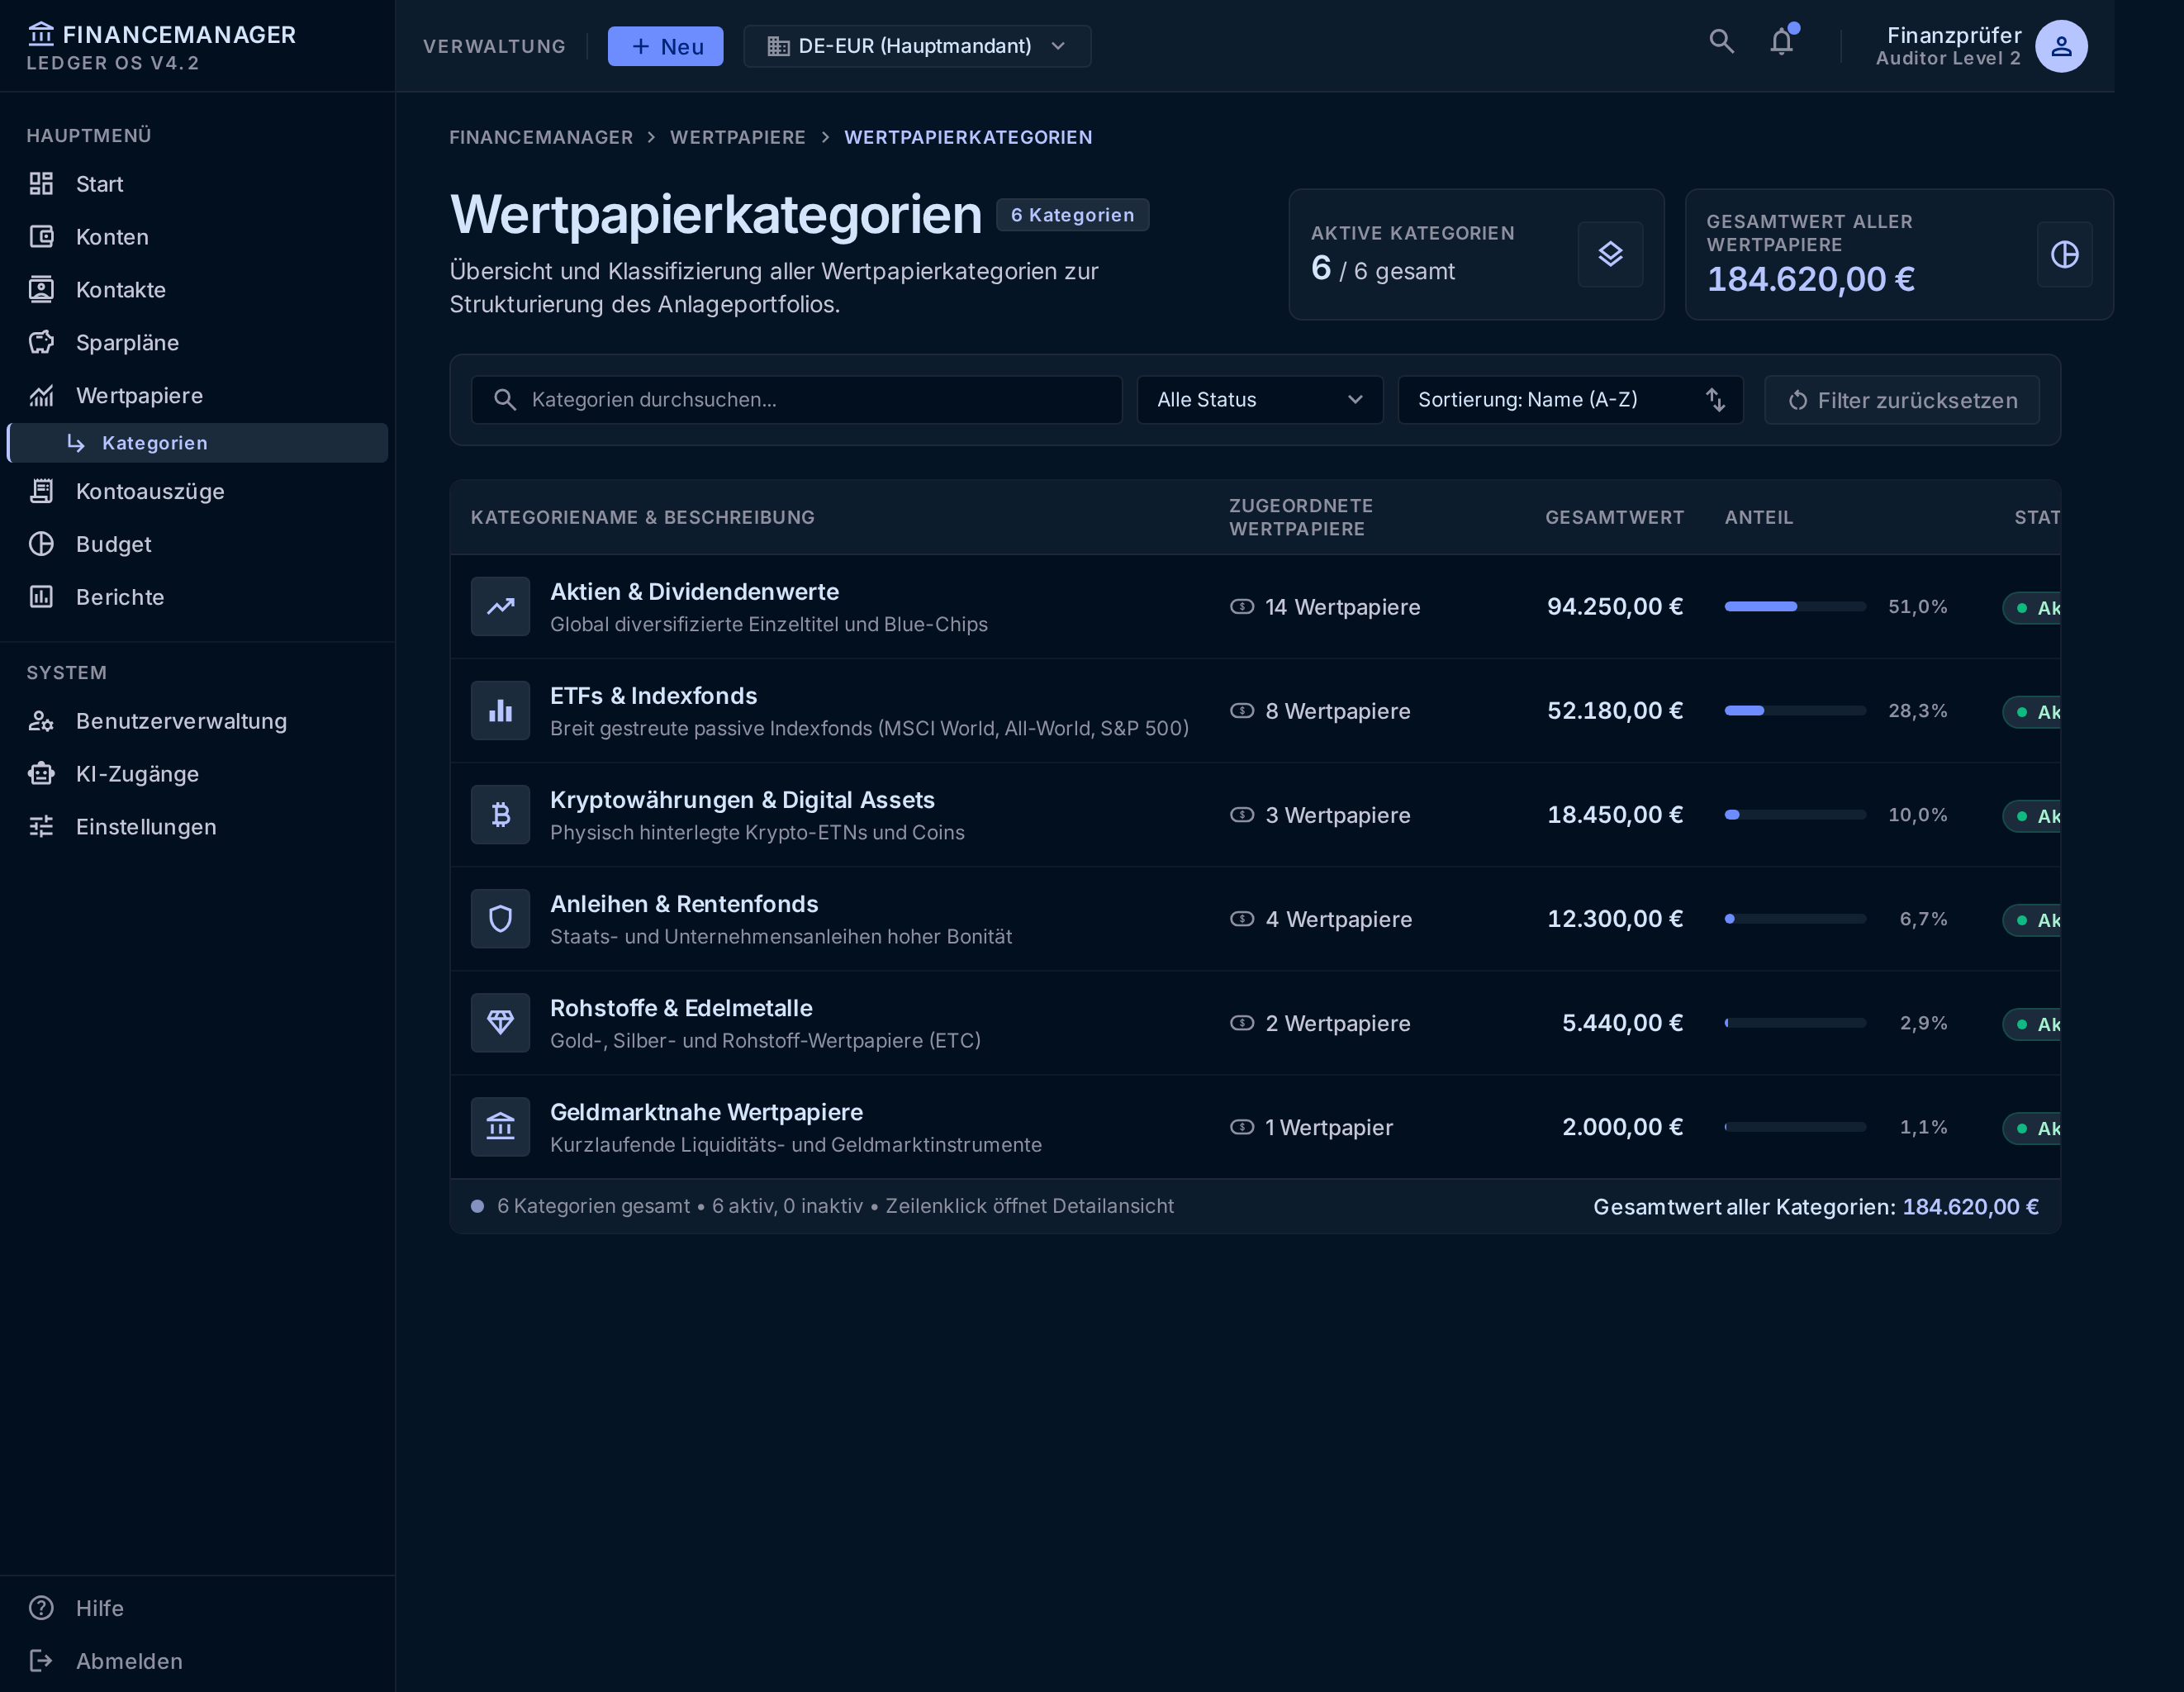 FINANCEMANAGER
LEDGER OS V4.2
VERWALTUNG
Neu
DE-EUR (Hauptmandant)
Finanzprüfer
Auditor Level 2
HAUPTMENÜ
Start
Konten
Kontakte
Sparpläne
Wertpapiere
Kategorien
Kontoauszüge
Budget
Berichte
SYSTEM
Benutzerverwaltung
KI-Zugänge
Einstellungen
Hilfe
Abmelden
FINANCEMANAGER > WERTPAPIERE > WERTPAPIERKATEGORIEN
Wertpapierkategorien 6 Kategorien
Übersicht und Klassifizierung aller Wertpapierkategorien zur
Strukturierung des Anlageportfolios.
AKTIVE KATEGORIEN
6 / 6 gesamt
GESAMTWERT ALLER
WERTPAPIERE
184.620,00 €
Kategorien durchsuchen...
Alle Status
Sortierung: Name (A-Z)
Filter zurücksetzen
KATEGORIENAME & BESCHREIBUNG
ZUGEORDNETE
WERTPAPIERE
GESAMTWERT
ANTEIL
STAT
Aktien & Dividendenwerte
Global diversifizierte Einzeltitel und Blue-Chips
14 Wertpapiere
94.250,00 €
51,0%
Ak
ETFs & Indexfonds
Breit gestreute passive Indexfonds (MSCI World, All-World, S&P 500)
8 Wertpapiere
52.180,00 €
28,3%
Ak
Kryptowährungen & Digital Assets
Physisch hinterlegte Krypto-ETNs und Coins
3 Wertpapiere
18.450,00 €
10,0%
Ak
Anleihen & Rentenfonds
Staats- und Unternehmensanleihen hoher Bonität
4 Wertpapiere
12.300,00 €
6,7%
Ak
Rohstoffe & Edelmetalle
Gold-, Silber- und Rohstoff-Wertpapiere (ETC)
2 Wertpapiere
5.440,00 €
2,9%
Ak
Geldmarktnahe Wertpapiere
Kurzlaufende Liquiditäts- und Geldmarktinstrumente
1 Wertpapier
2.000,00 €
1,1%
Ak
6 Kategorien gesamt • 6 aktiv, 0 inaktiv • Zeilenklick öffnet Detailansicht
Gesamtwert aller Kategorien: 184.620,00 €